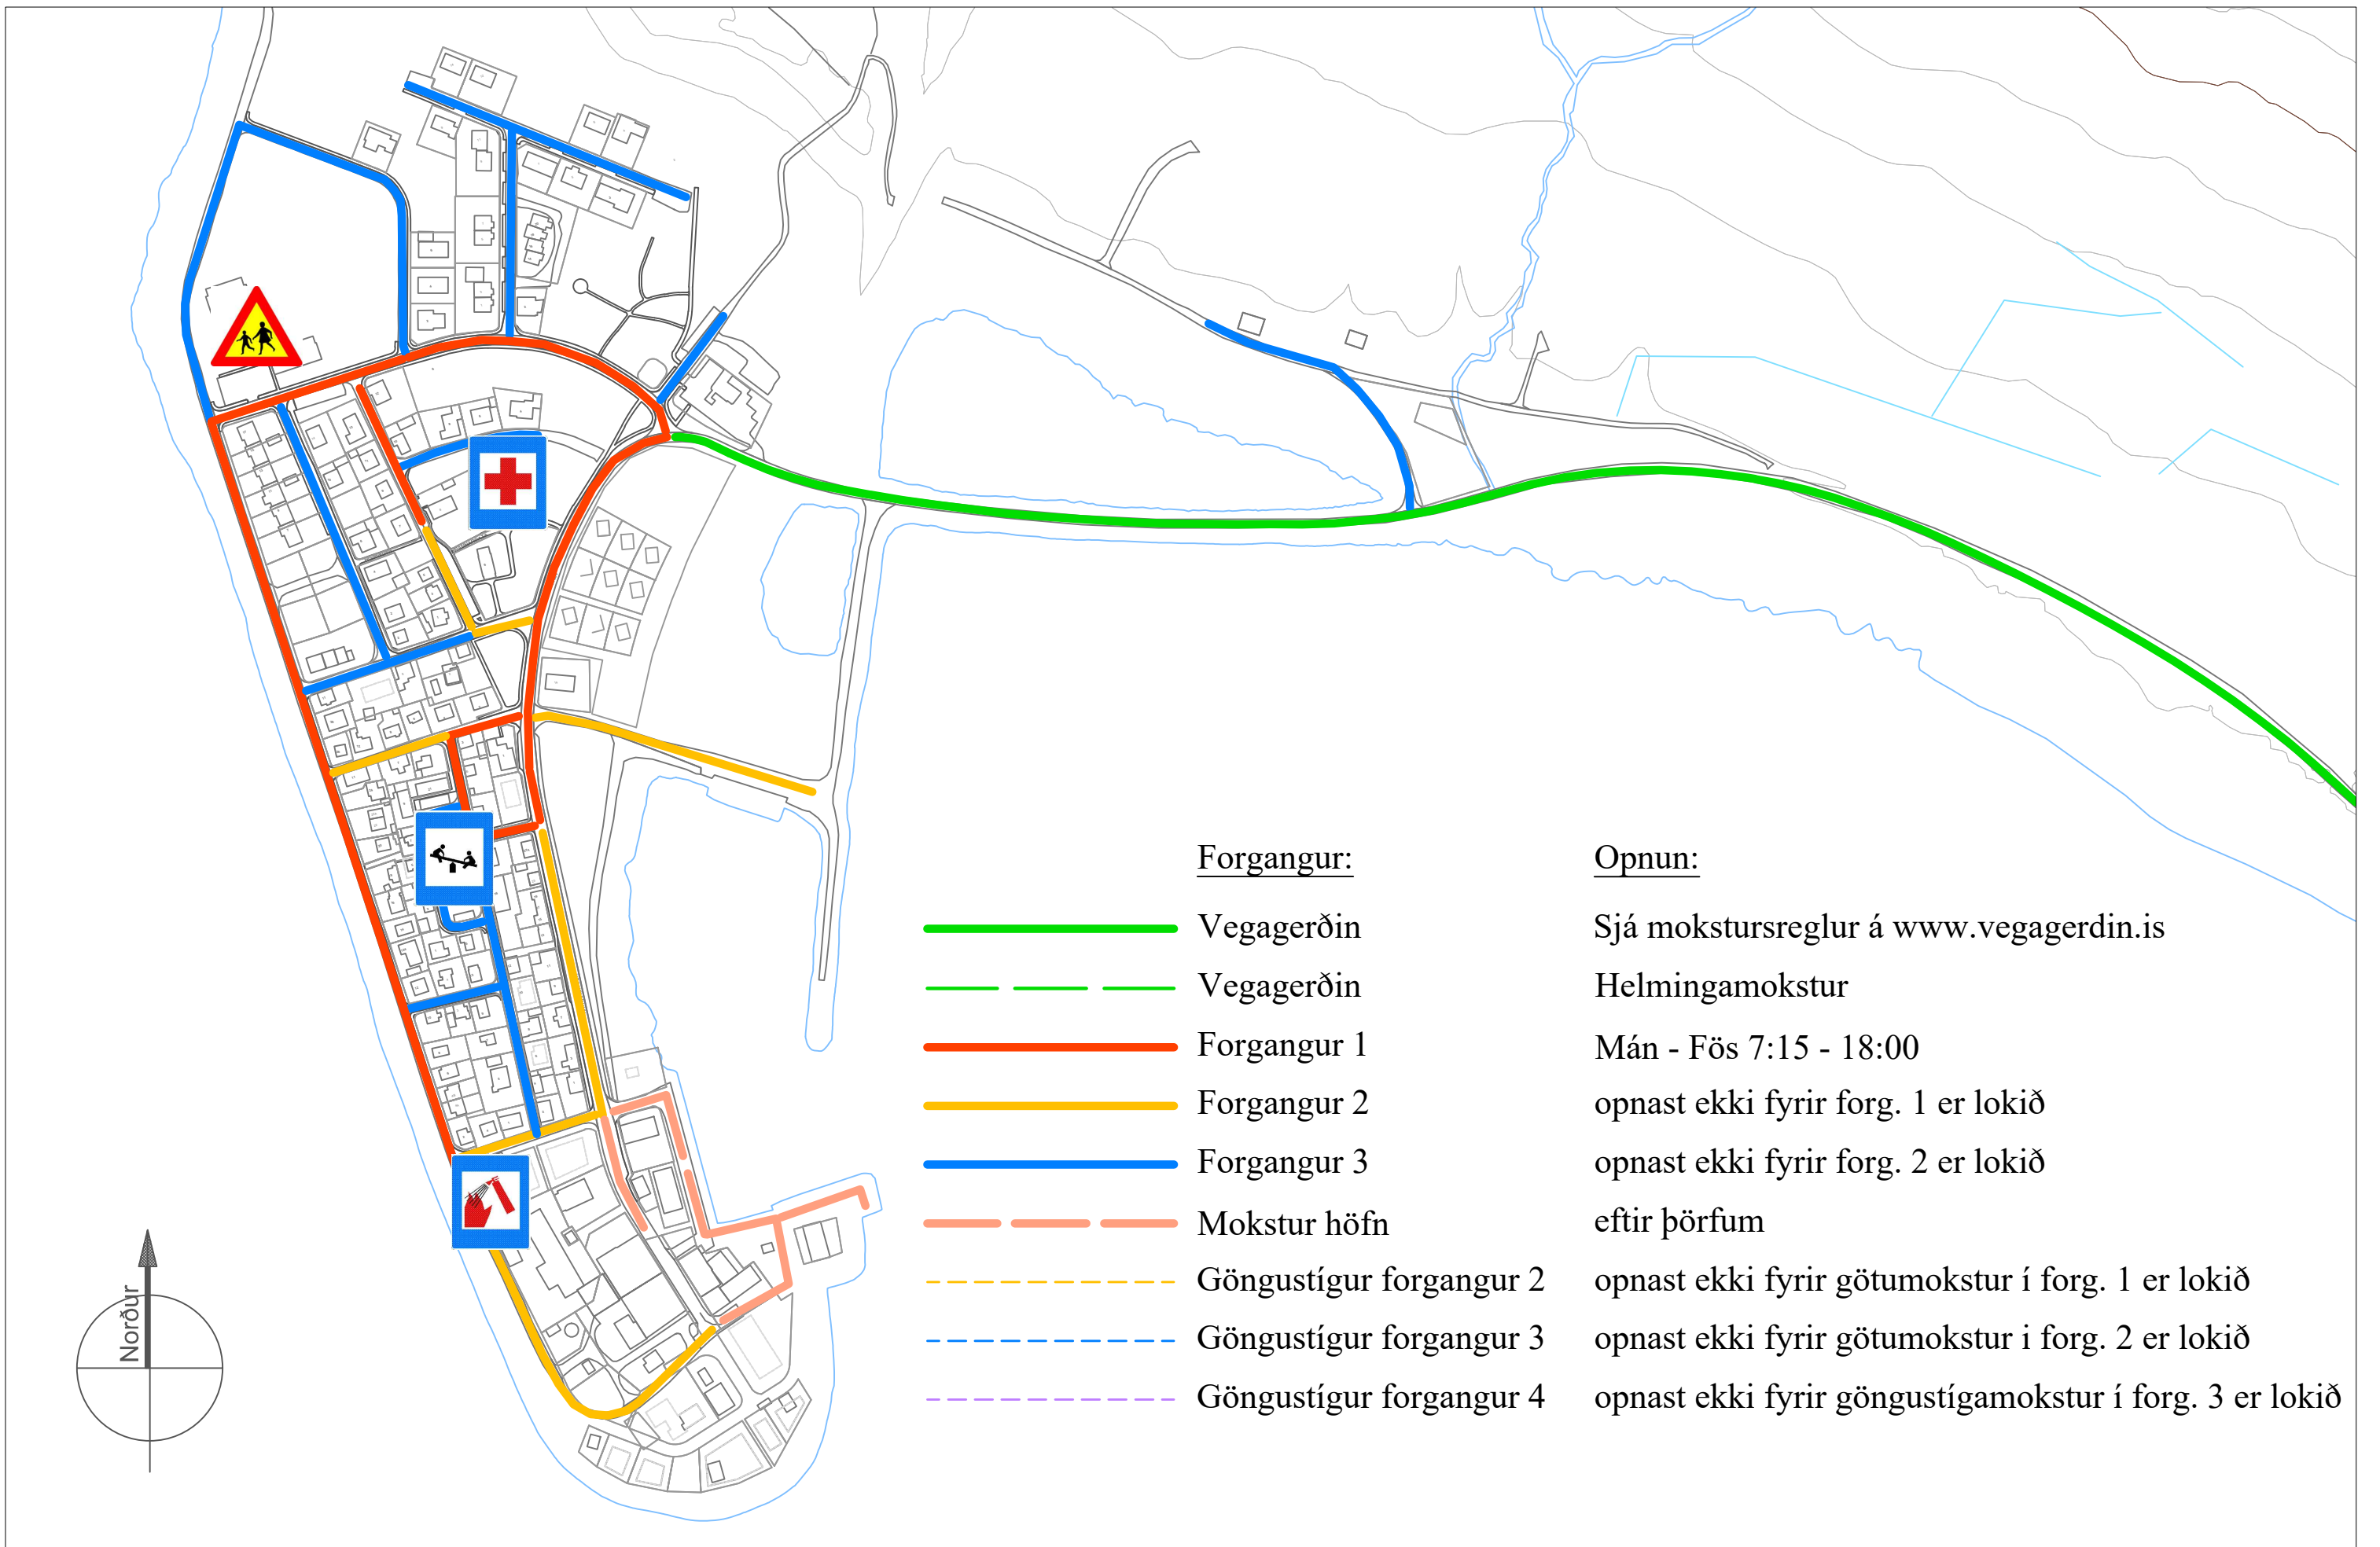 Forgangur: Opnun:
Vegagerðin Sjá mokstursreglur á www.vegagerdin.is
Vegagerðin Helmingamokstur
Forgangur 1 Mán - Fös 7:15 - 18:00
Forgangur 2 opnast ekki fyrir forg. 1 er lokið
Forgangur 3 opnast ekki fyrir forg. 2 er lokið
Mokstur höfn eftir þörfum
Göngustígur forgangur 2 opnast ekki fyrir götumokstur í forg. 1 er lokið
Göngustígur forgangur 3 opnast ekki fyrir götumokstur i forg. 2 er lokið
Göngustígur forgangur 4 opnast ekki fyrir göngustígamokstur í forg. 3 er lokið
Norður